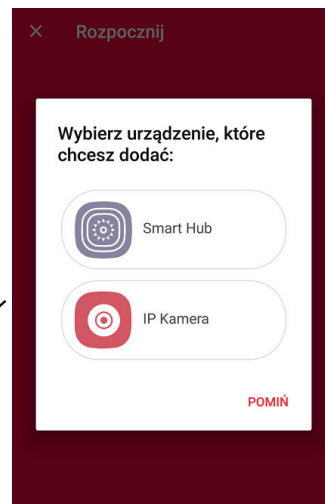 Rozpocznij
Wybierz urządzenie, które
chcesz dodać:
Smart Hub
IP Kamera
POMIŃ